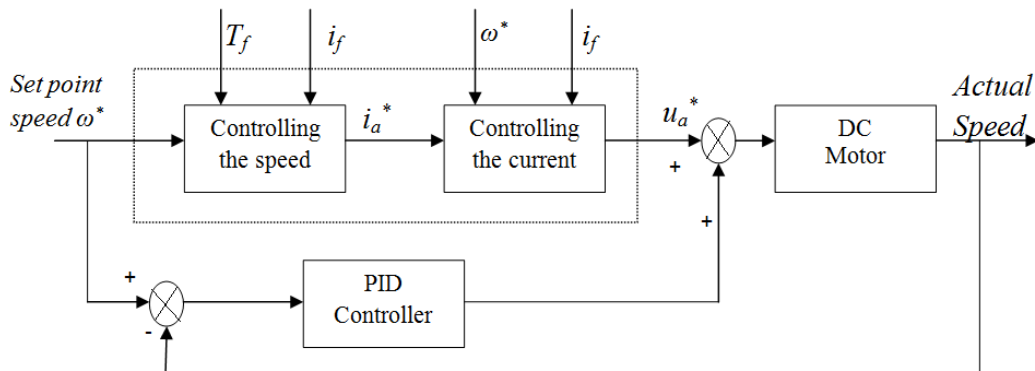 T_f
i_f
ω*
i_f
Set point
speed ω*
Controlling
the speed
i_a*
Controlling
the current
u_a*
+
DC
Motor
Actual
Speed
+
+
-
PID
Controller